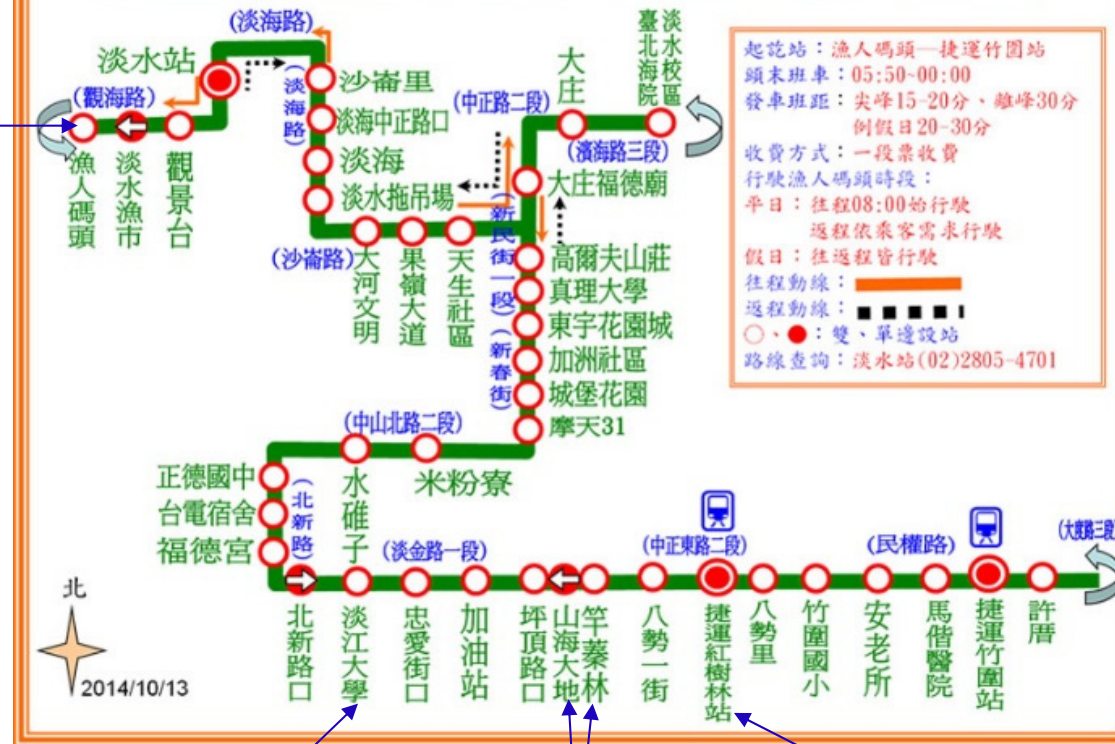 (淡海路)
淡水站
(觀海路)
漁人碼頭
淡水漁市
觀景台
(淡海路)
沙崙里
淡海中正路口
淡海
淡水拖吊場
(沙崙路)
大河文明
果嶺大道
天生社區
(中正路二段)
大庄
臺北海院
淡水校區
(濱海路三段)
大庄福德廟
(新民街一段)
(新春街)
高爾夫山莊
真理大學
東宇花園城
加洲社區
城堡花園
摩天31
(中山北路二段)
米粉寮
水碓子
正德國中
台電宿舍
福德宮
(北新路)
(淡金路一段)
北新路口
淡江大學
忠愛街口
加油站
坪頂路口
山海大地
竿蓁林
八勢一街
(中正東路二段)
捷運紅樹林站
八勢里
竹圍國小
安老所
馬偕醫院
(民權路)
捷運竹圍站
許厝
(大度路三段
起訖站：漁人碼頭─捷運竹圍站
頭末班車：05:50~00:00
發車班距：尖峰15-20分、離峰30分
例假日20-30分
收費方式：一段票收費
行駛漁人碼頭時段：
平日：往程08:00始行駛
返程依乘客需求行駛
假日：往返程皆行駛
往程動線：
返程動線：
、 ：雙、單邊設站
路線查詢：淡水站(02)2805-4701
北
2014/10/13